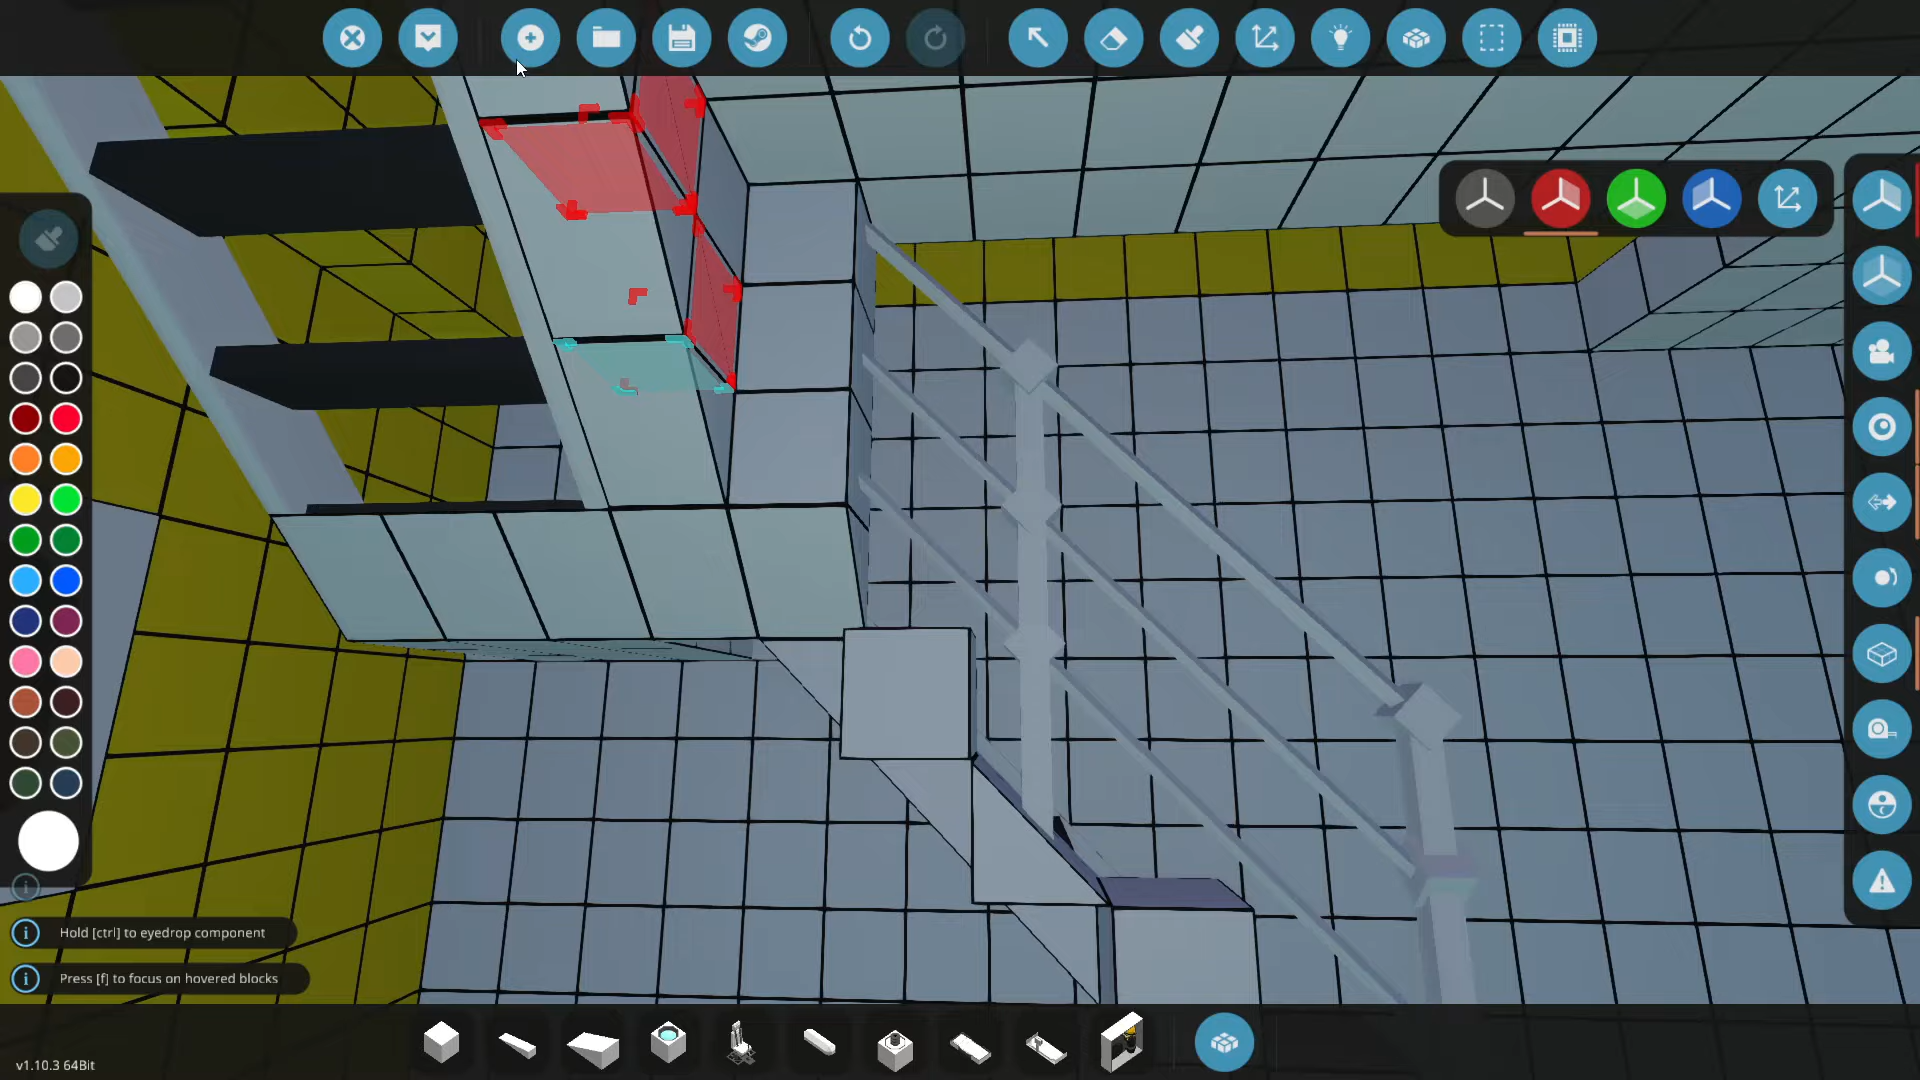 Hold [ctrl] to eyedrop component
Press [f] to focus on hovered blocks
v1.10.3 64Bit